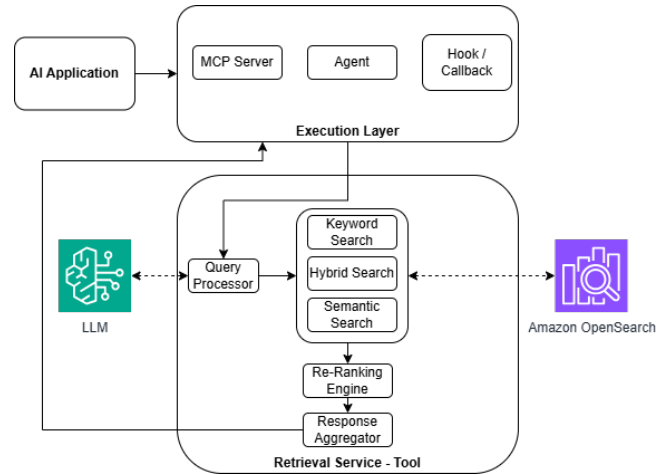 AI Application
MCP Server
Agent
Hook /
Callback
Execution Layer
Keyword
Search
Hybrid Search
Semantic
Search
Query
Processor
LLM
Amazon OpenSearch
Re-Ranking
Engine
Response
Aggregator
Retrieval Service - Tool